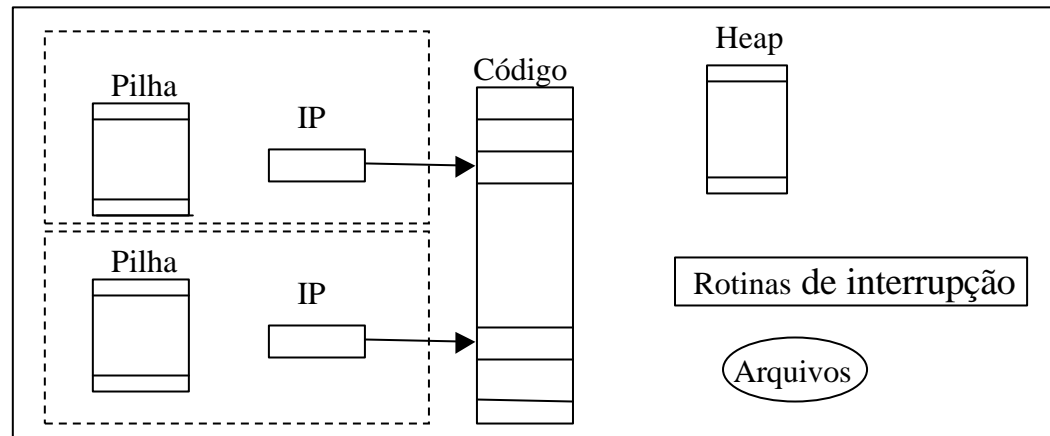 Heap
Código
Pilha
IP
Pilha
IP
Rotinas de interrupção
Arquivos